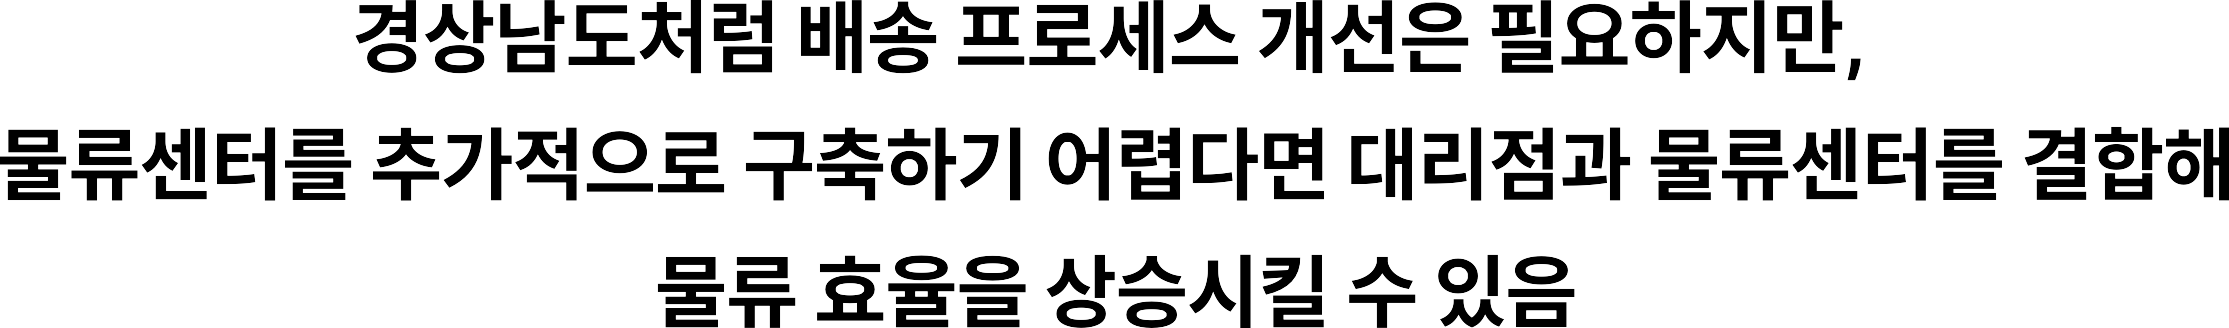 경상남도처럼 배송 프로세스 개선은 필요하지만,
물류센터를 추가적으로 구축하기 어렵다면 대리점과 물류센터를 결합해
물류 효율을 상승시킬 수 있음